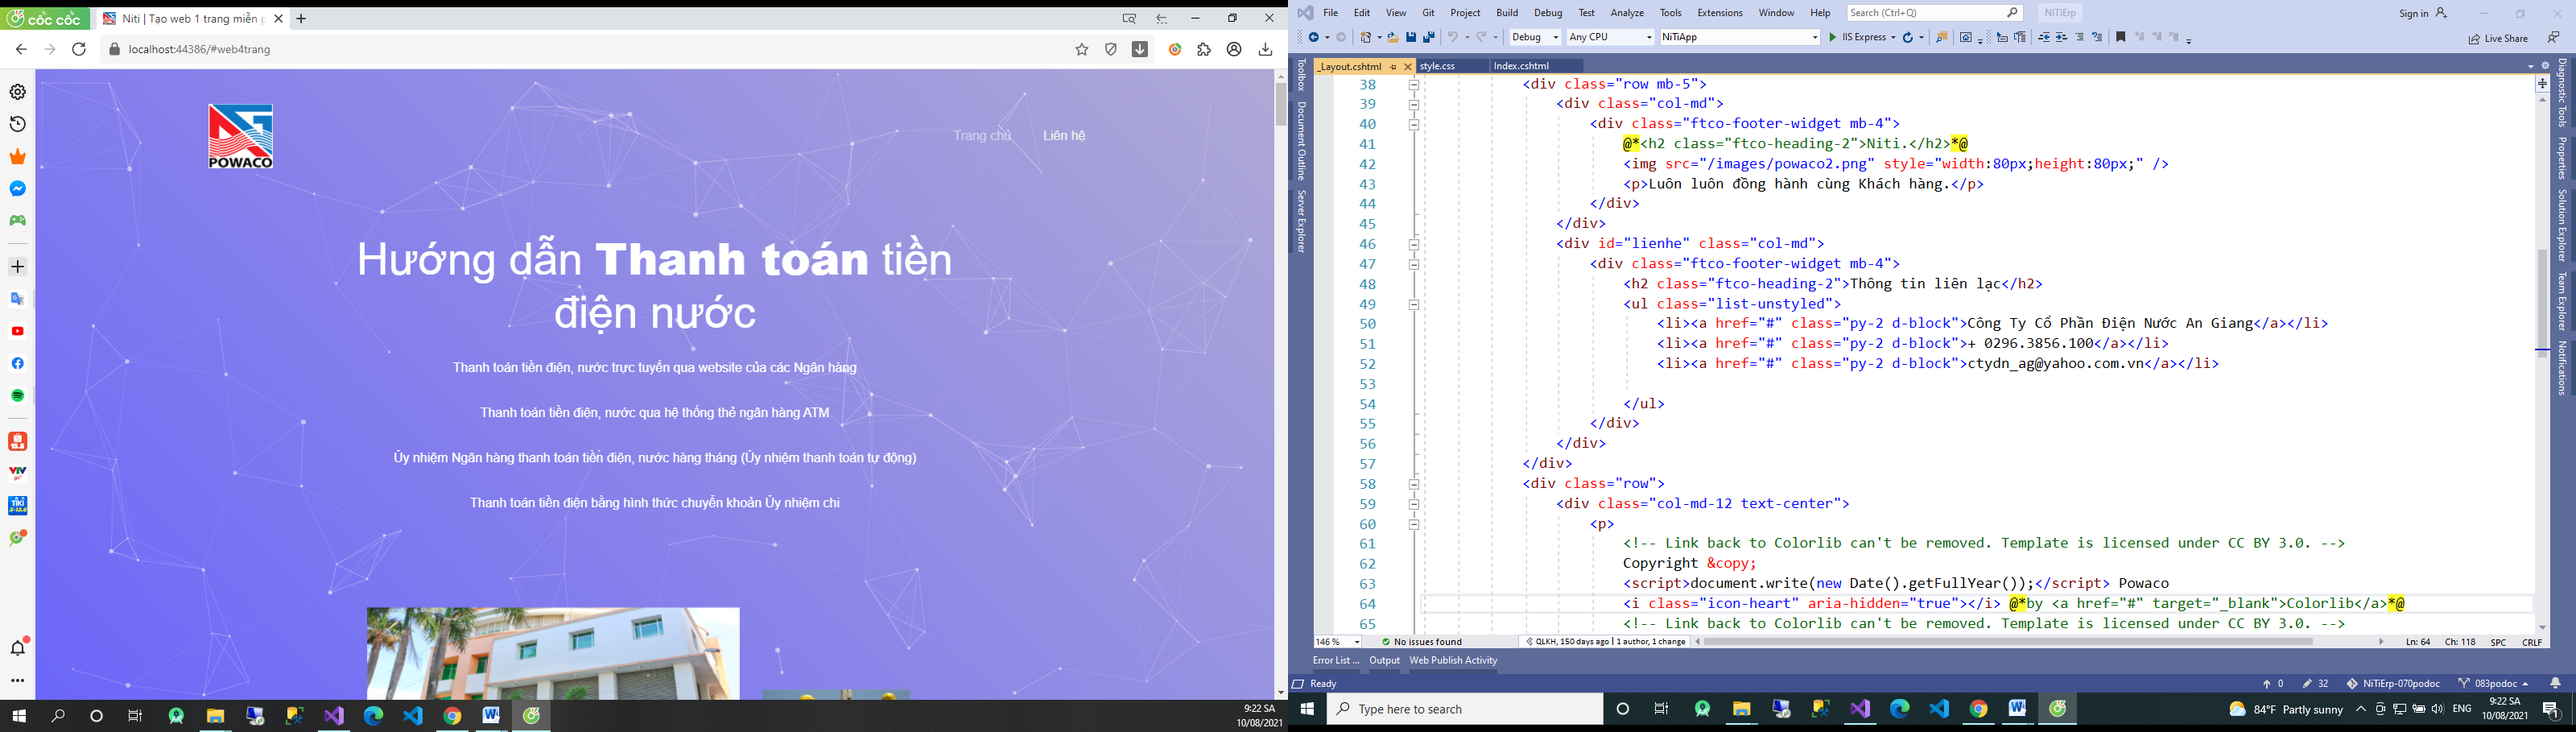 cốc cốc
Niti | Tạo web 1 trang miễn p
localhost:44386/#web4trang
POWACO
Trang chủ
Liên hệ
Hướng dẫn Thanh toán tiền
điện nước
Thanh toán tiền điện, nước trực tuyến qua website của các Ngân hàng
Thanh toán tiền điện, nước qua hệ thống thẻ ngân hàng ATM
Ủy nhiệm Ngân hàng thanh toán tiền điện, nước hàng tháng (Ủy nhiệm thanh toán tự động)
Thanh toán tiền điện bằng hình thức chuyển khoản Ủy nhiệm chi
9:22 SA
10/08/2021
File Edit View Git Project Build Debug Test Analyze Tools Extensions Window Help Search (Ctrl+Q) NiTiErp Sign in
Debug Any CPU NiTiApp IIS Express Live Share
_Layout.cshtml style.css Index.cshtml
Toolbox
Document Outline
Server Explorer
38 <div class="row mb-5">
39 <div class="col-md">
40 <div class="ftco-footer-widget mb-4">
41 @*<h2 class="ftco-heading-2">Niti.</h2>*@
42 <img src="/images/powaco2.png" style="width:80px;height:80px;" />
43 <p>Luôn luôn đồng hành cùng Khách hàng.</p>
44 </div>
45 </div>
46 <div id="lienhe" class="col-md">
47 <div class="ftco-footer-widget mb-4">
48 <h2 class="ftco-heading-2">Thông tin liên lạc</h2>
49 <ul class="list-unstyled">
50 <li><a href="#" class="py-2 d-block">Công Ty Cổ Phần Điện Nước An Giang</a></li>
51 <li><a href="#" class="py-2 d-block">+ 0296.3856.100</a></li>
52 <li><a href="#" class="py-2 d-block">ctydn_ag@yahoo.com.vn</a></li>
53
54 </ul>
55 </div>
56 </div>
57 </div>
58 <div class="row">
59 <div class="col-md-12 text-center">
60 <p>
61 <!-- Link back to Colorlib can't be removed. Template is licensed under CC BY 3.0. -->
62 Copyright &copy;
63 <script>document.write(new Date().getFullYear());</script> Powaco
64 <i class="icon-heart" aria-hidden="true"></i> @*by <a href="#" target="_blank">Colorlib</a>*@
65 <!-- Link back to Colorlib can't be removed. Template is licensed under CC BY 3.0. -->
Diagnostic Tools
Properties
Solution Explorer
Team Explorer
Notifications
146 % No issues found QLKH, 150 days ago | 1 author, 1 change Ln: 64 Ch: 118 SPC CRLF
Error List ... Output Web Publish Activity
Ready 0 32 NiTiErp-070podoc 083podoc
Type here to search
84°F Partly sunny ENG
9:22 SA
10/08/2021